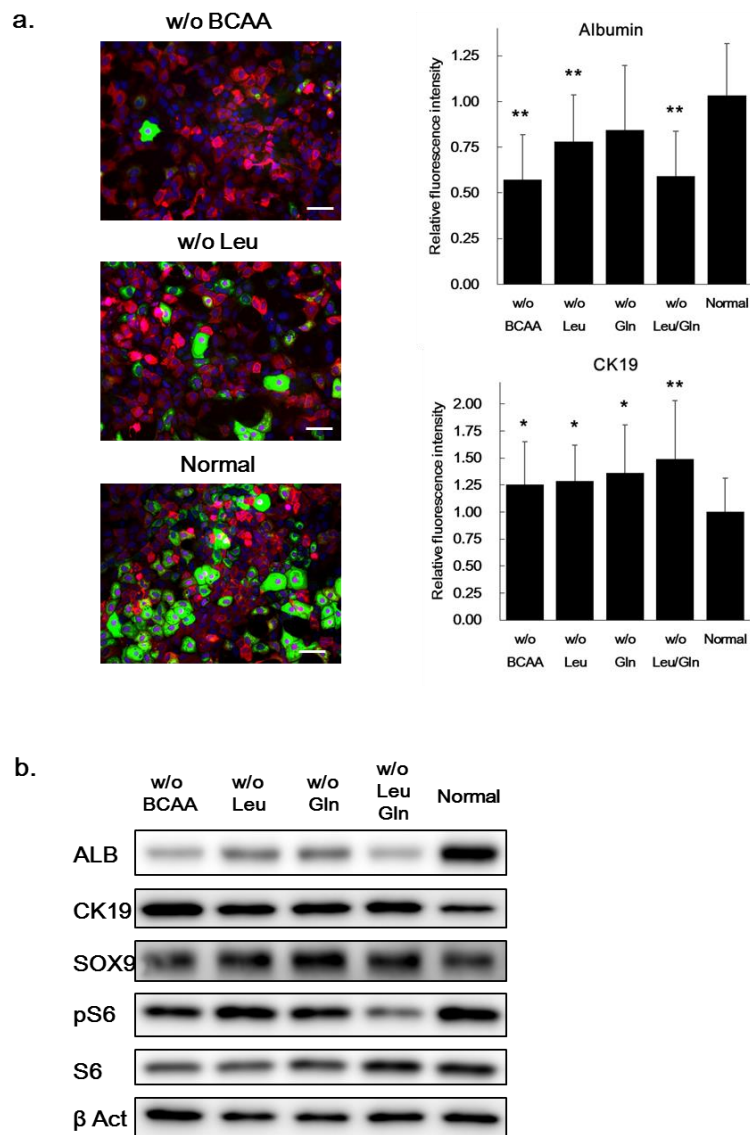 a.
w/o BCAA
w/o Leu
Normal
Albumin
Relative fluorescence intensity
1.25
1.00
0.75
0.50
0.25
0.00
**
**
**
w/o BCAA
w/o Leu
w/o Gln
w/o Leu/Gln
Normal
CK19
Relative fluorescence intensity
2.00
1.75
1.50
1.25
1.00
0.75
0.50
0.25
0.00
*
*
*
**
w/o BCAA
w/o Leu
w/o Gln
w/o Leu/Gln
Normal
b.
w/o BCAA
w/o Leu
w/o Gln
w/o Leu Gln
Normal
ALB
CK19
SOX9
pS6
S6
β Act